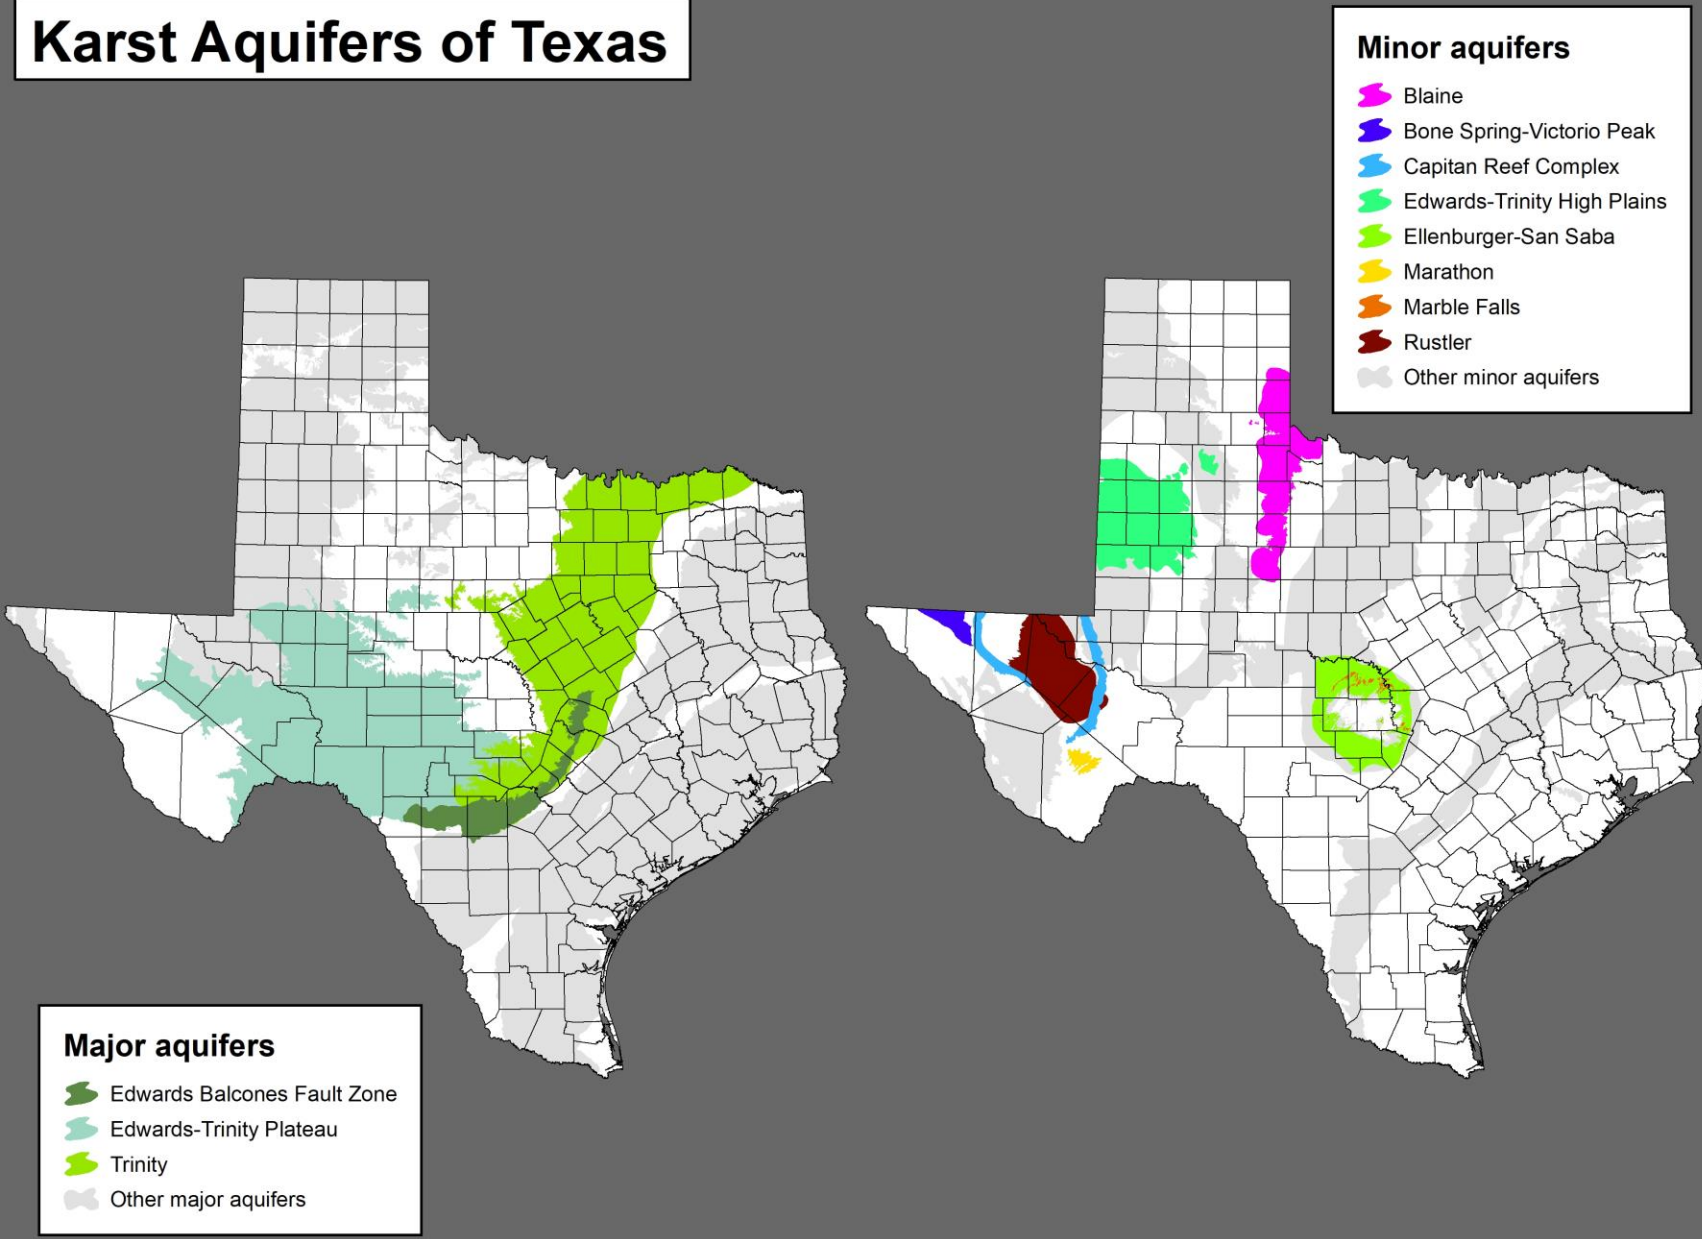 Karst Aquifers of Texas
Minor aquifers
Blaine
Bone Spring-Victorio Peak
Capitan Reef Complex
Edwards-Trinity High Plains
Ellenburger-San Saba
Marathon
Marble Falls
Rustler
Other minor aquifers
Major aquifers
Edwards Balcones Fault Zone
Edwards-Trinity Plateau
Trinity
Other major aquifers